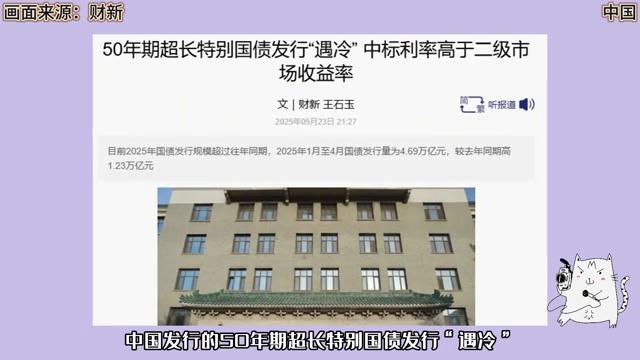 画面来源：财新
中国
50年期超长特别国债发行“遇冷” 中标利率高于二级市
场收益率
文 | 财新 王石玉
简
繁
听报道
2025年05月23日 21:27
目前2025年国债发行规模超过往年同期，2025年1月至4月国债发行量为4.69万亿元，较去年同期高
1.23万亿元
中国发行的50年期超长特别国债发行“遇冷”